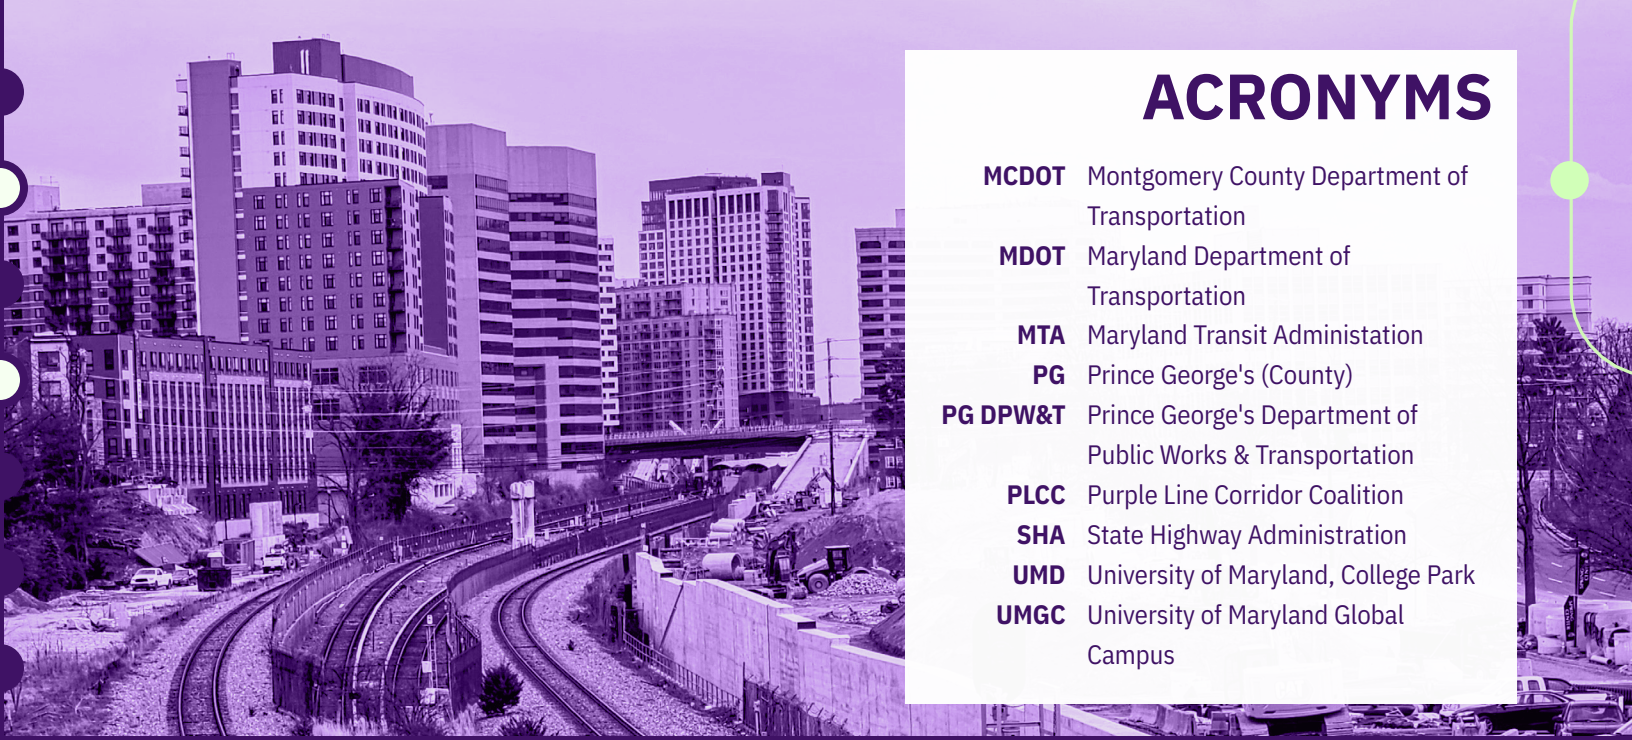 ACRONYMS
MCDOT Montgomery County Department of
Transportation
MDOT Maryland Department of
Transportation
MTA Maryland Transit Administation
PG Prince George's (County)
PG DPW&T Prince George's Department of
Public Works & Transportation
PLCC Purple Line Corridor Coalition
SHA State Highway Administration
UMD University of Maryland, College Park
UMGC University of Maryland Global
Campus